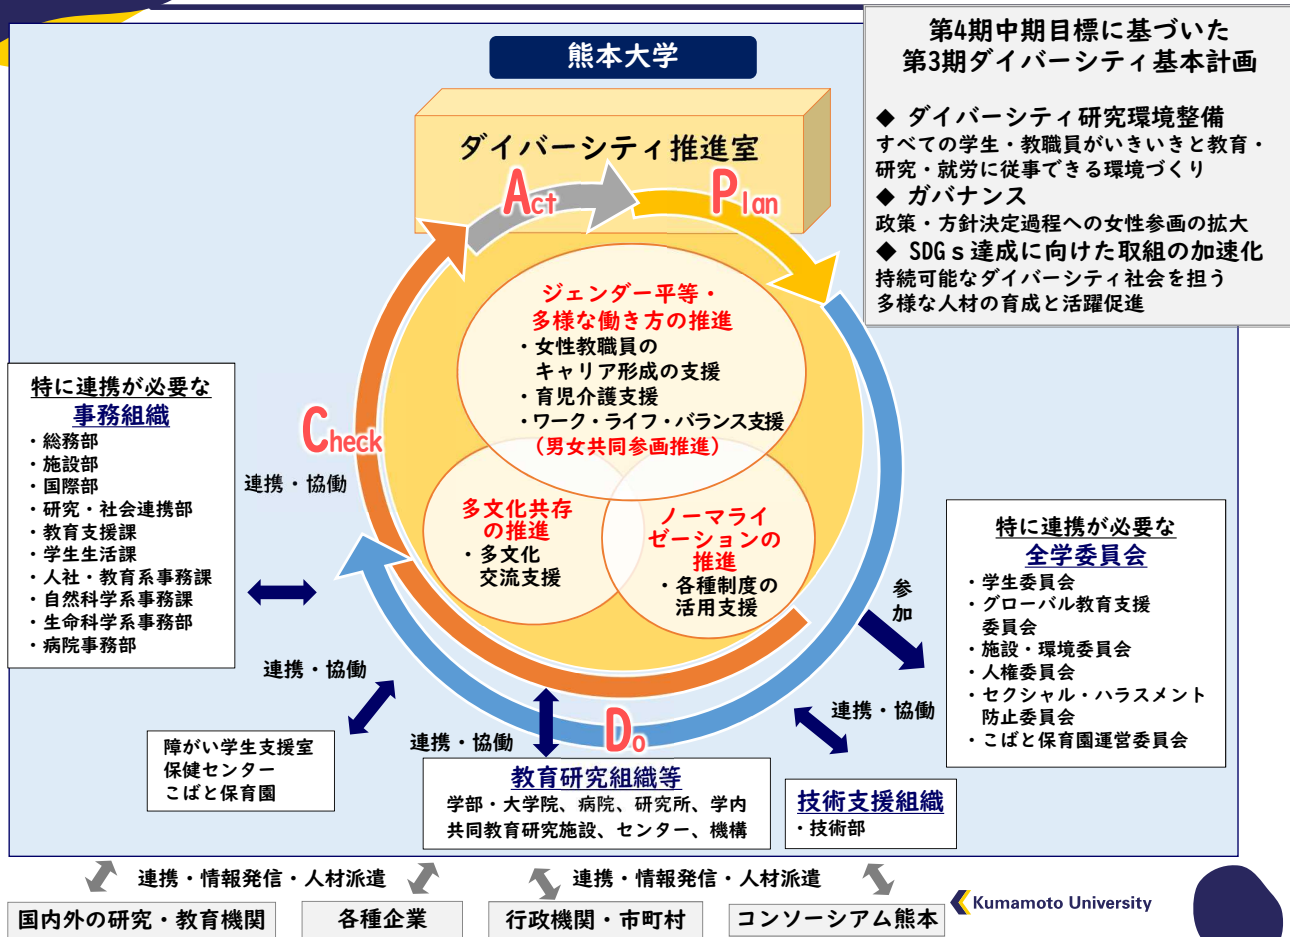 熊本大学
第4期中期目標に基づいた
第3期ダイバーシティ基本計画
◆ ダイバーシティ研究環境整備
すべての学生・教職員がいきいきと教育・
研究・就労に従事できる環境づくり
◆ ガバナンス
政策・方針決定過程への女性参画の拡大
◆ SDGｓ達成に向けた取組の加速化
持続可能なダイバーシティ社会を担う
多様な人材の育成と活躍促進
ダイバーシティ推進室
Act
Plan
ジェンダー平等・
多様な働き方の推進
・女性教職員の
キャリア形成の支援
・育児介護支援
・ワーク・ライフ・バランス支援
（男女共同参画推進）
Check
多文化共存
の推進
・多文化
交流支援
ノーマライ
ゼーションの
推進
・各種制度の
活用支援
Do
特に連携が必要な
事務組織
・総務部
・施設部
・国際部
・研究・社会連携部
・教育支援課
・学生生活課
・人社・教育系事務課
・自然科学系事務課
・生命科学系事務部
・病院事務部
連携・協働
連携・協働
障がい学生支援室
保健センター
こばと保育園
連携・協働
教育研究組織等
学部・大学院、病院、研究所、学内
共同教育研究施設、センター、機構
連携・協働
技術支援組織
・技術部
参
加
特に連携が必要な
全学委員会
・学生委員会
・グローバル教育支援
委員会
・施設・環境委員会
・人権委員会
・セクシャル・ハラスメント
防止委員会
・こばと保育園運営委員会
連携・情報発信・人材派遣
連携・情報発信・人材派遣
国内外の研究・教育機関
各種企業
行政機関・市町村
コンソーシアム熊本
Kumamoto University